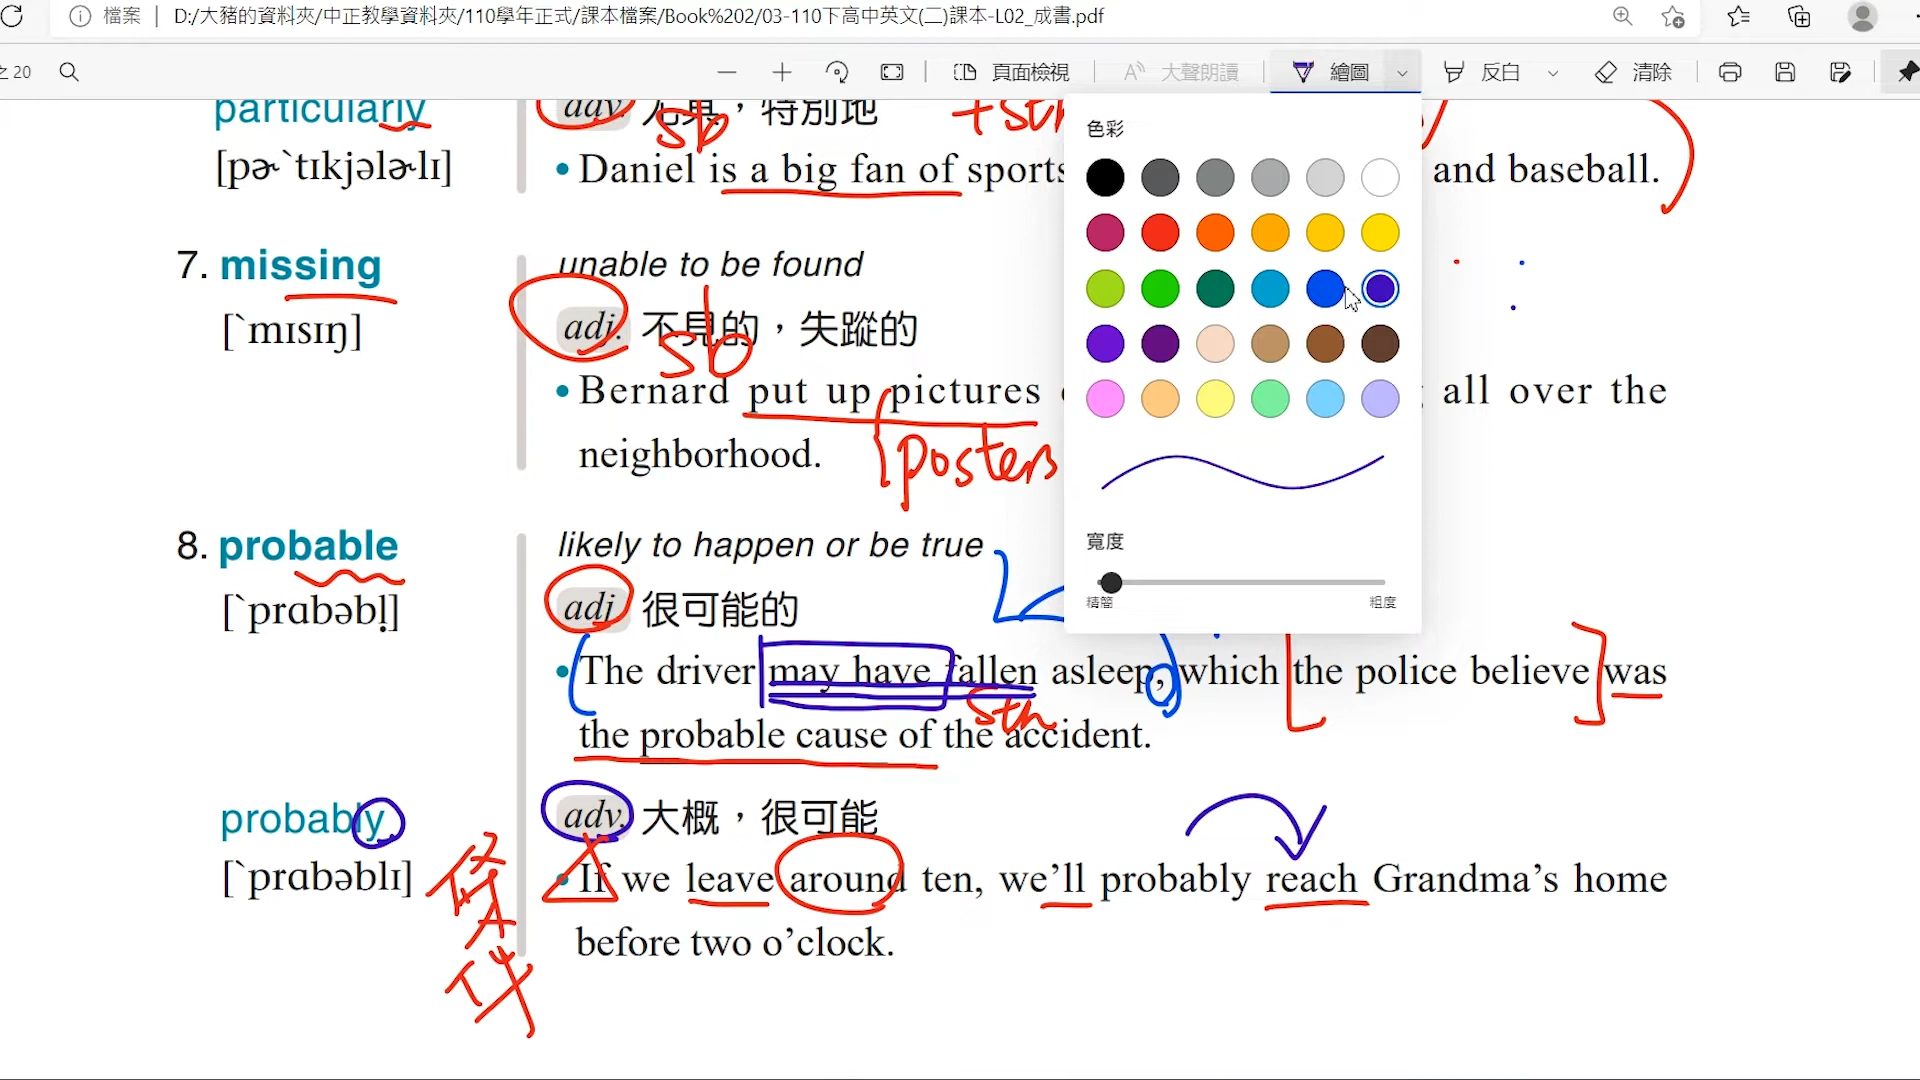 檔案 D:/大豬的資料夾/中正教學資料夾/110學年正式/課本檔案/Book%202/03-110下高中英文(二)課本-L02_成書.pdf
之 20 頁面檢視 大聲朗讀 繪圖 反白 清除
particularly adv. 尤其，特別地 +sth
sb
[pɚˋtɪkjəlɚlɪ] • Daniel is a big fan of sports and baseball.
色彩
7. missing unable to be found
[ˋmɪsɪŋ] adj. 不見的，失蹤的
sb
• Bernard put up pictures all over the
neighborhood. posters
寬度
精簡 粗度
8. probable likely to happen or be true
[ˋprɑbəbl̩] adj. 很可能的
• The driver may have fallen asleep, which the police believe was
sth
the probable cause of the accident.
probably adv. 大概，很可能
[ˋprɑbəblɪ] • If we leave around ten, we’ll probably reach Grandma’s home
before two o’clock.
條件